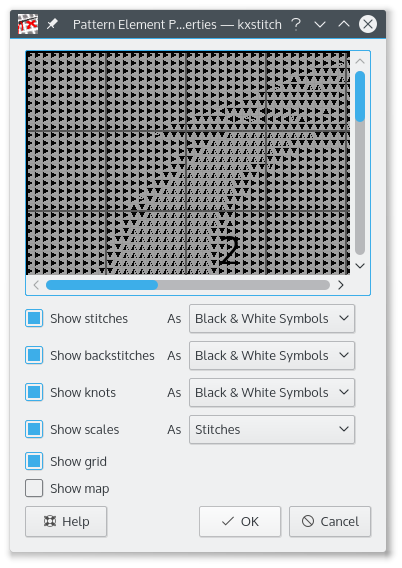 Pattern Element P...erties — kxstitch
2
Show stitches As Black & White Symbols
Show backstitches As Black & White Symbols
Show knots As Black & White Symbols
Show scales As Stitches
Show grid
Show map
Help OK Cancel